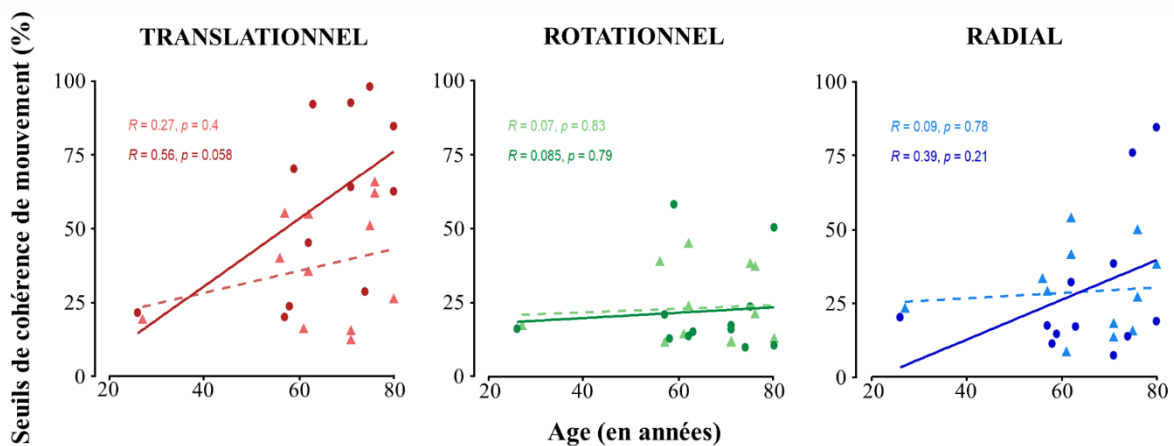 TRANSLATIONNEL
ROTATIONNEL
RADIAL
Seuils de cohérence de mouvement (%)
100
75
50
25
0
20
40
60
80
R = 0.27, p = 0.4
R = 0.56, p = 0.058
100
75
50
25
0
20
40
60
80
R = 0.07, p = 0.83
R = 0.085, p = 0.79
100
75
50
25
0
20
40
60
80
R = 0.09, p = 0.78
R = 0.39, p = 0.21
Age (en années)